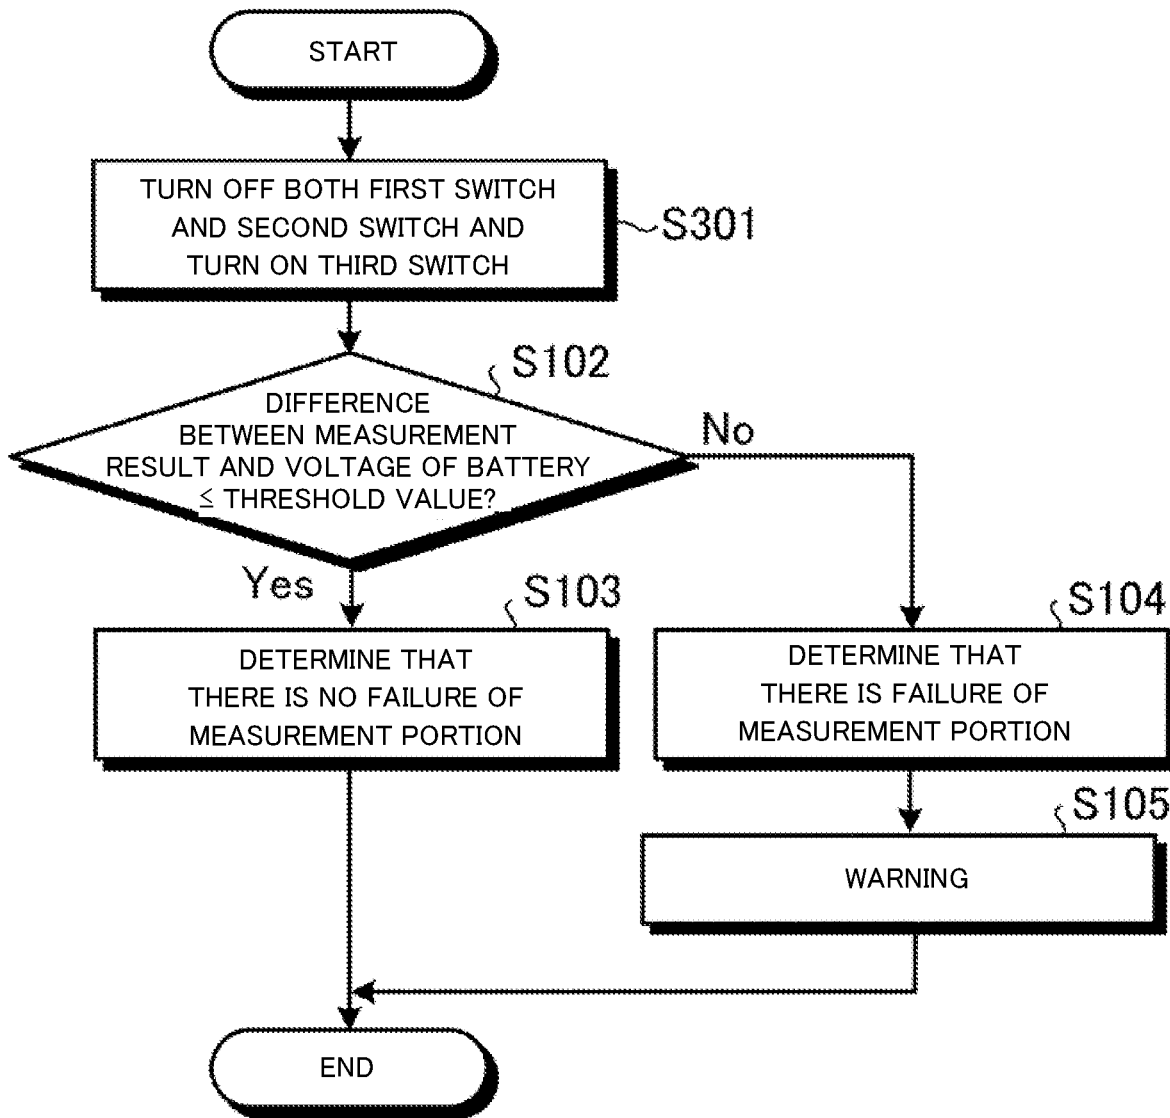 START
TURN OFF BOTH FIRST SWITCH
AND SECOND SWITCH AND
TURN ON THIRD SWITCH
S301
S102
DIFFERENCE
BETWEEN MEASUREMENT
RESULT AND VOLTAGE OF BATTERY
≤ THRESHOLD VALUE?
No
Yes
S103
DETERMINE THAT
THERE IS NO FAILURE OF
MEASUREMENT PORTION
S104
DETERMINE THAT
THERE IS FAILURE OF
MEASUREMENT PORTION
S105
WARNING
END